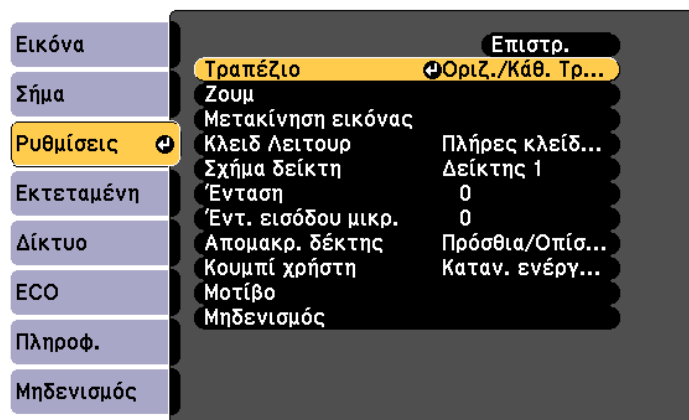 Εικόνα
Σήμα
Ρυθμίσεις
Εκτεταμένη
Δίκτυο
ECO
Πληροφ.
Μηδενισμός
Επιστρ.
Τραπέζιο Οριζ./Κάθ. Τρ...
Ζουμ
Μετακίνηση εικόνας
Κλειδ Λειτουρ Πλήρες κλείδ...
Σχήμα δείκτη Δείκτης 1
Ένταση 0
Έντ. εισόδου μικρ. 0
Απομακρ. δέκτης Πρόσθια/Οπίσ...
Κουμπί χρήστη Καταν. ενέργ...
Μοτίβο
Μηδενισμός